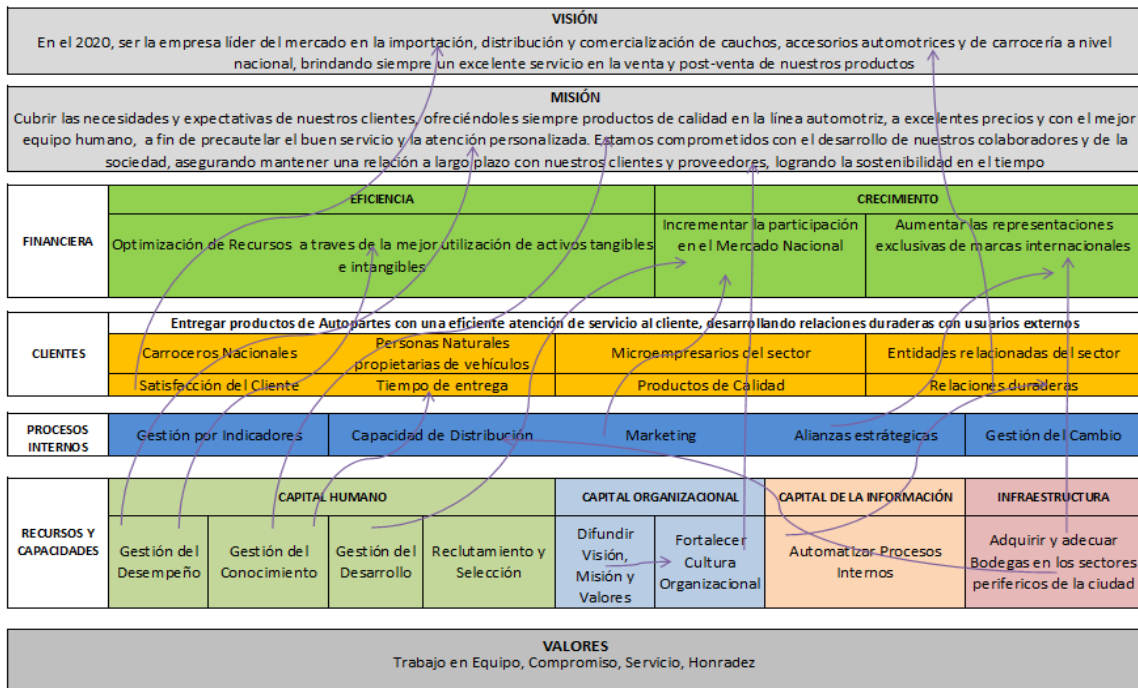 VISIÓN
En el 2020, ser la empresa líder del mercado en la importación, distribución y comercialización de cauchos, accesorios automotrices y de carrocería a nivel
nacional, brindando siempre un excelente servicio en la venta y post-venta de nuestros productos
MISIÓN
Cubrir las necesidades y expectativas de nuestros clientes, ofreciéndoles siempre productos de calidad en la línea automotriz, a excelentes precios y con el mejor
equipo humano, a fin de precautelar el buen servicio y la atención personalizada. Estamos comprometidos con el desarrollo de nuestros colaboradores y de la
sociedad, asegurando mantener una relación a largo plazo con nuestros clientes y proveedores, logrando la sostenibilidad en el tiempo
FINANCIERA
EFICIENCIA
Optimización de Recursos a traves de la mejor utilización de activos tangibles
e intangibles
CRECIMIENTO
Incrementar la participación
en el Mercado Nacional
Aumentar las representaciones
exclusivas de marcas internacionales
CLIENTES
Entregar productos de Autopartes con una eficiente atención de servicio al cliente, desarrollando relaciones duraderas con usuarios externos
Carroceros Nacionales
Personas Naturales
propietarias de vehículos
Microempresarios del sector
Entidades relacionadas del sector
Satisfacción del Cliente
Tiempo de entrega
Productos de Calidad
Relaciones duraderas
PROCESOS
INTERNOS
Gestión por Indicadores
Capacidad de Distribución
Marketing
Alianzas estrátegicas
Gestión del Cambio
RECURSOS Y
CAPACIDADES
CAPITAL HUMANO
Gestión del
Desempeño
Gestión del
Conocimiento
Gestión del
Desarrollo
Reclutamiento y
Selección
CAPITAL ORGANIZACIONAL
Difundir
Visión,
Misión y
Valores
Fortalecer
Cultura
Organizacional
CAPITAL DE LA INFORMACIÓN
Automatizar Procesos
Internos
INFRAESTRUCTURA
Adquirir y adecuar
Bodegas en los sectores
perifericos de la ciudad
VALORES
Trabajo en Equipo, Compromiso, Servicio, Honradez